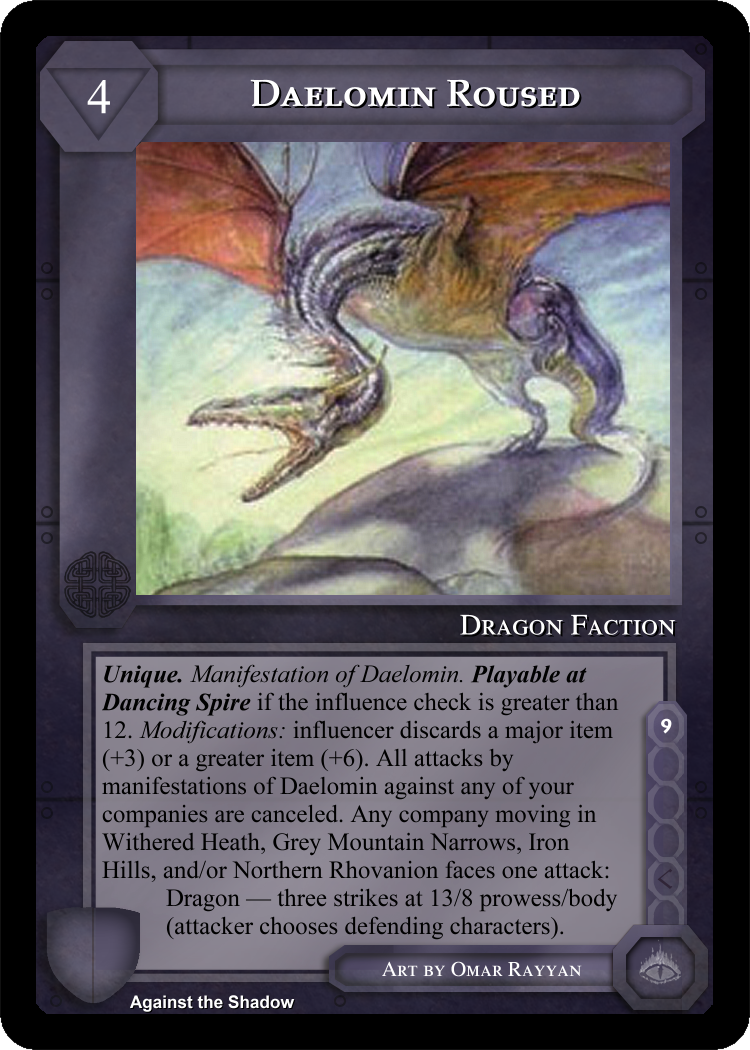 4
Daelomin Roused
Dragon Faction
Unique. Manifestation of Daelomin. Playable at
Dancing Spire if the influence check is greater than
12. Modifications: influencer discards a major item
(+3) or a greater item (+6). All attacks by
manifestations of Daelomin against any of your
companies are canceled. Any company moving in
Withered Heath, Grey Mountain Narrows, Iron
Hills, and/or Northern Rhovanion faces one attack:
Dragon — three strikes at 13/8 prowess/body
(attacker chooses defending characters).
9
Art by Omar Rayyan
Against the Shadow